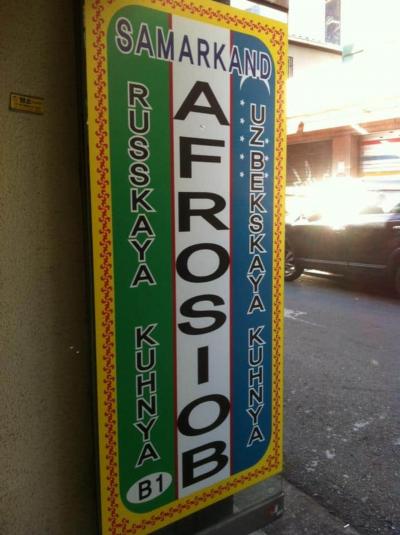 SAMARKAND
RUSSKAYA KUHNYA
AFROSIOB
UZBEKSKAYA KUHNYA
B1